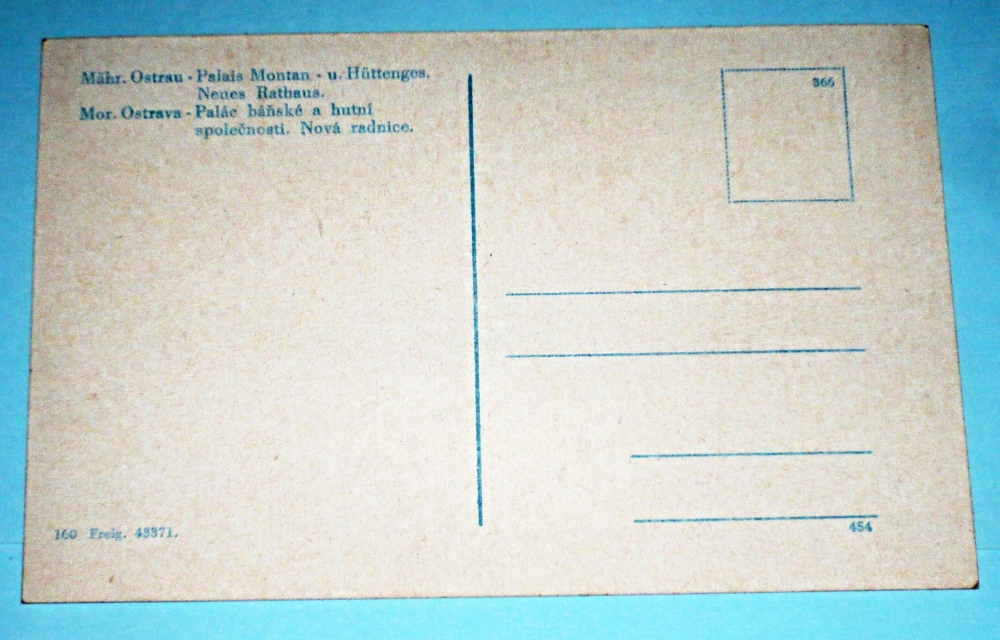 Mähr. Ostrau - Palais Montan - u. Hüttenges.
Neues Rathaus.
Mor. Ostrava - Palác báňské a hutní
společnosti. Nová radnice.
366
160 Freig. 43371.
454